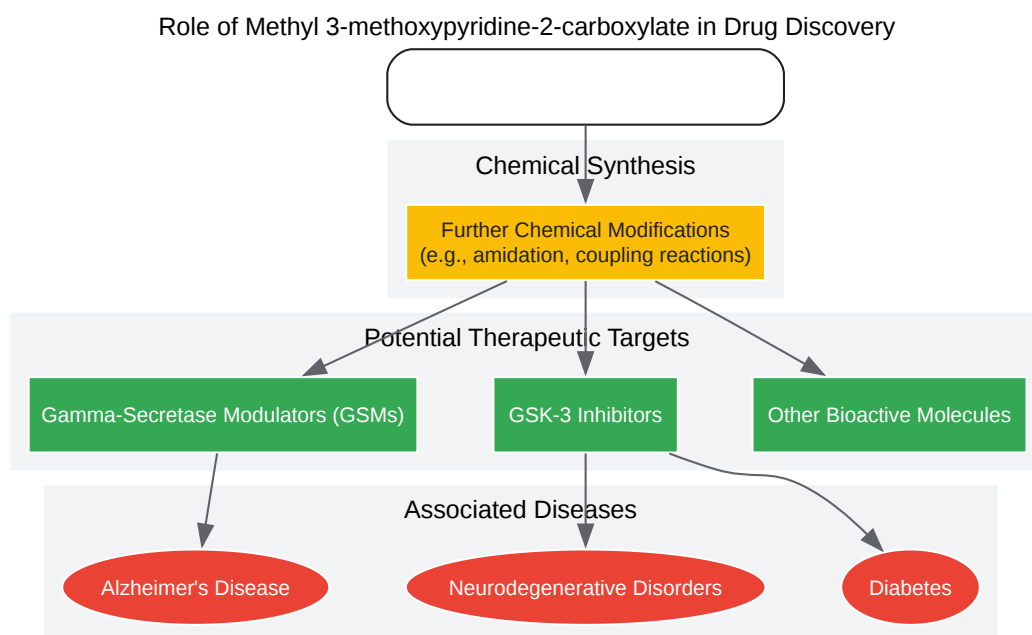 Role of Methyl 3-methoxypyridine-2-carboxylate in Drug Discovery
Chemical Synthesis
Further Chemical Modifications
(e.g., amidation, coupling reactions)
Potential Therapeutic Targets
Gamma-Secretase Modulators (GSMs)
GSK-3 Inhibitors
Other Bioactive Molecules
Associated Diseases
Alzheimer's Disease
Neurodegenerative Disorders
Diabetes